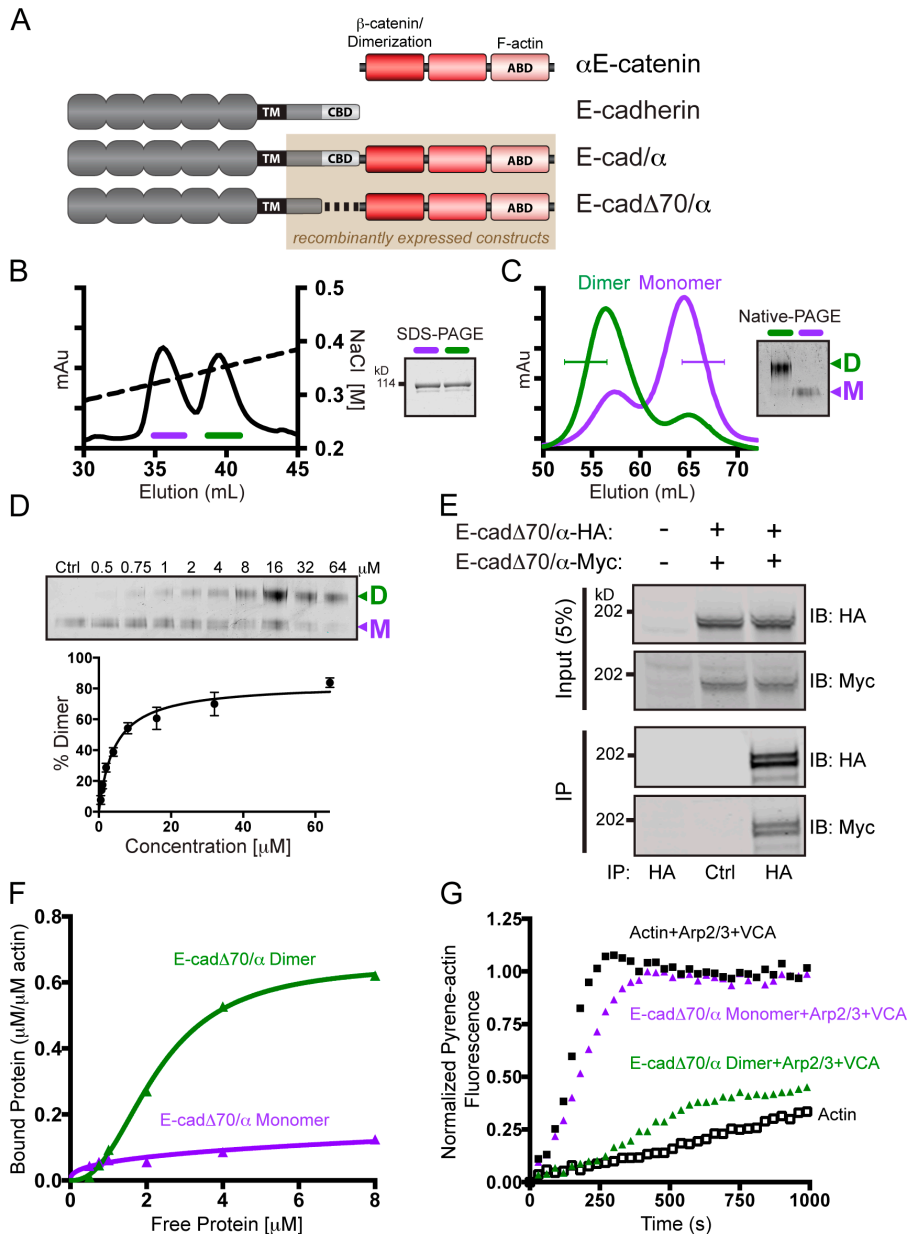 A
β-catenin/
Dimerization
F-actin
ABD
αE-catenin
TM
CBD
E-cadherin
TM
CBD
ABD
E-cad/α
TM
ABD
E-cadΔ70/α
recombinantly expressed constructs
B
mAu
0.5
0.4
0.3
0.2
NaCl [M]
30
35
40
45
Elution (mL)
SDS-PAGE
kD
114
C
Dimer
Monomer
mAu
50
55
60
65
70
Elution (mL)
Native-PAGE
D
M
D
Ctrl
0.5
0.75
1
2
4
8
16
32
64
μM
D
M
% Dimer
100
80
60
40
20
0
0
20
40
60
Concentration [μM]
E
E-cadΔ70/α-HA:
-
+
+
E-cadΔ70/α-Myc:
-
+
+
kD
Input (5%)
202
IB: HA
202
IB: Myc
IP
202
IB: HA
202
IB: Myc
IP:
HA
Ctrl
HA
F
Bound Protein (μM/μM actin)
0.8
0.6
0.4
0.2
0
0
2
4
6
8
E-cadΔ70/α Dimer
E-cadΔ70/α Monomer
Free Protein [μM]
G
Normalized Pyrene-actin
Fluorescence
1.25
1.00
0.75
0.50
0.25
0
0
250
500
750
1000
Actin+Arp2/3+VCA
E-cadΔ70/α Monomer+Arp2/3+VCA
E-cadΔ70/α Dimer+Arp2/3+VCA
Actin
Time (s)